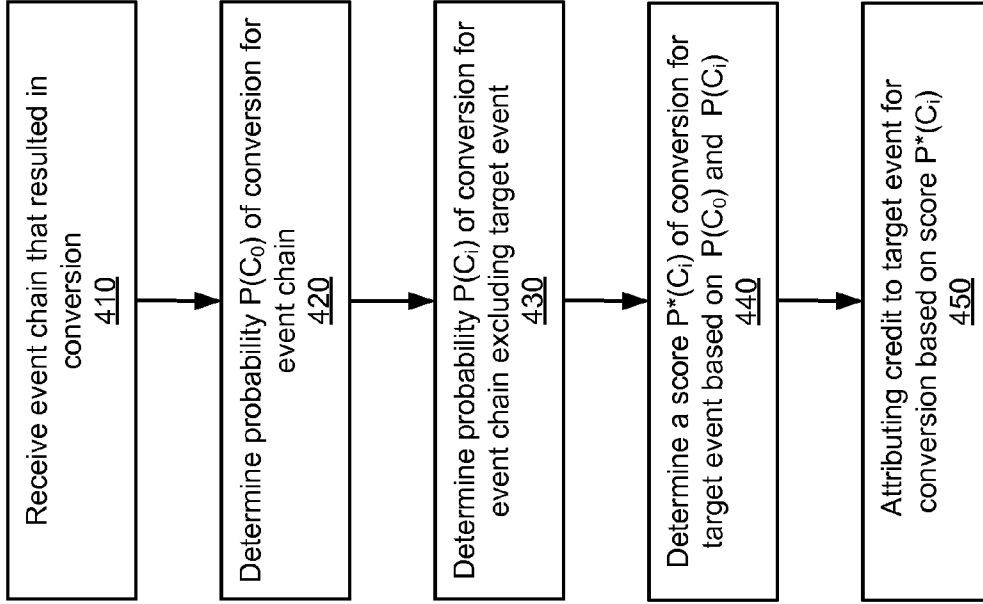 Receive event chain that resulted in
conversion
410
Determine probability P(C₀) of conversion for
event chain
420
Determine probability P(Cᵢ) of conversion for
event chain excluding target event
430
Determine a score P*(Cᵢ) of conversion for
target event based on P(C₀) and P(Cᵢ)
440
Attributing credit to target event for
conversion based on score P*(Cᵢ)
450